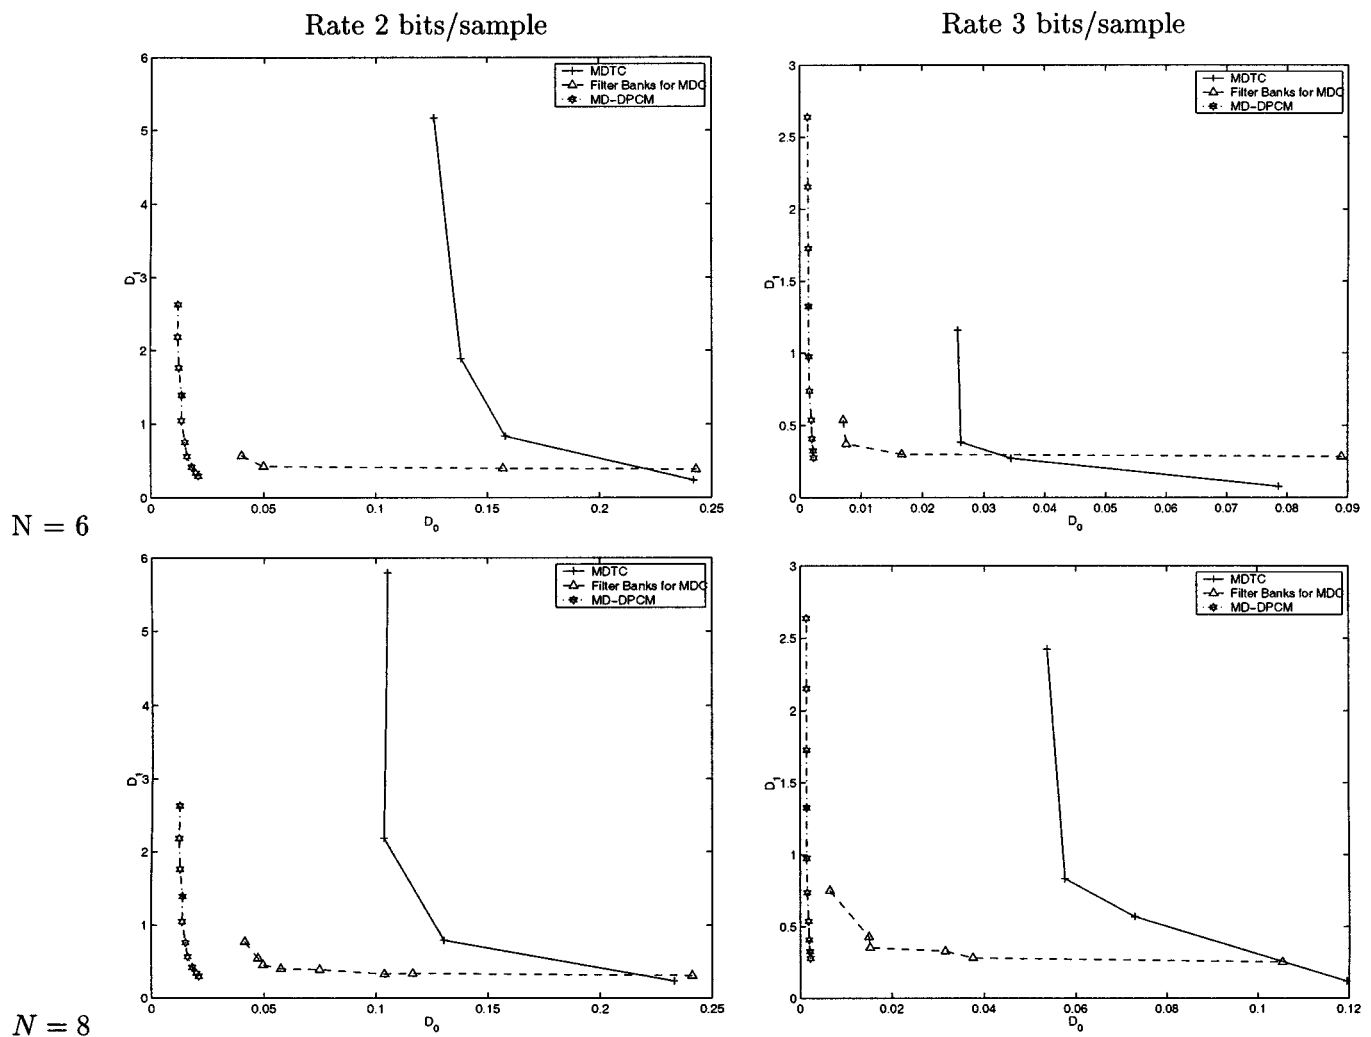 Rate 2 bits/sample
Rate 3 bits/sample
6
5
4
3
2
1
0
D1
MDTC
Filter Banks for MDC
MD-DPCM
0
0.05
0.1
0.15
0.2
0.25
D0
3
2.5
2
1.5
1
0.5
0
D1
MDTC
Filter Banks for MDC
MD-DPCM
0
0.01
0.02
0.03
0.04
0.05
0.06
0.07
0.08
0.09
D0
N = 6
6
5
4
3
2
1
0
D1
MDTC
Filter Banks for MDC
MD-DPCM
0
0.05
0.1
0.15
0.2
0.25
D0
3
2.5
2
1.5
1
0.5
0
D1
MDTC
Filter Banks for MDC
MD-DPCM
0
0.02
0.04
0.06
0.08
0.1
0.12
D0
N = 8